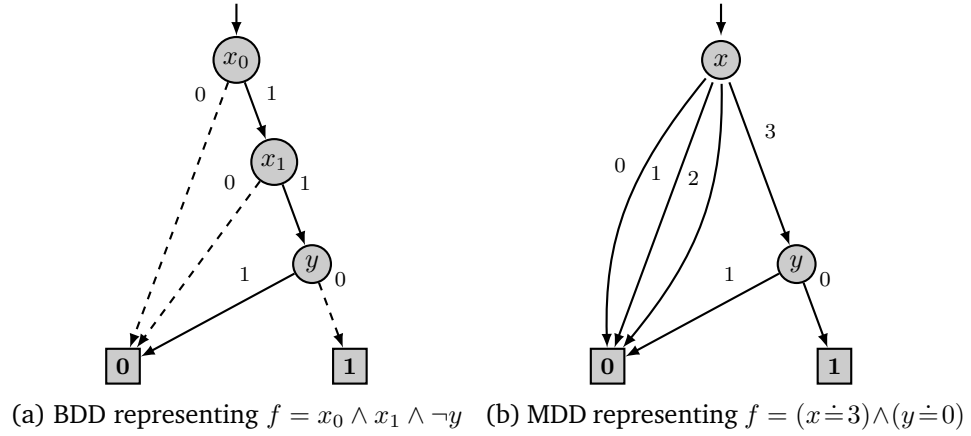 x₀ x
0 1
3
x₁
0 1 0 1 2
y y
1 0 1 0
0 1 0 1
(a) BDD representing f = x₀ ∧ x₁ ∧ ¬y (b) MDD representing f = (x≐3)∧(y≐0)